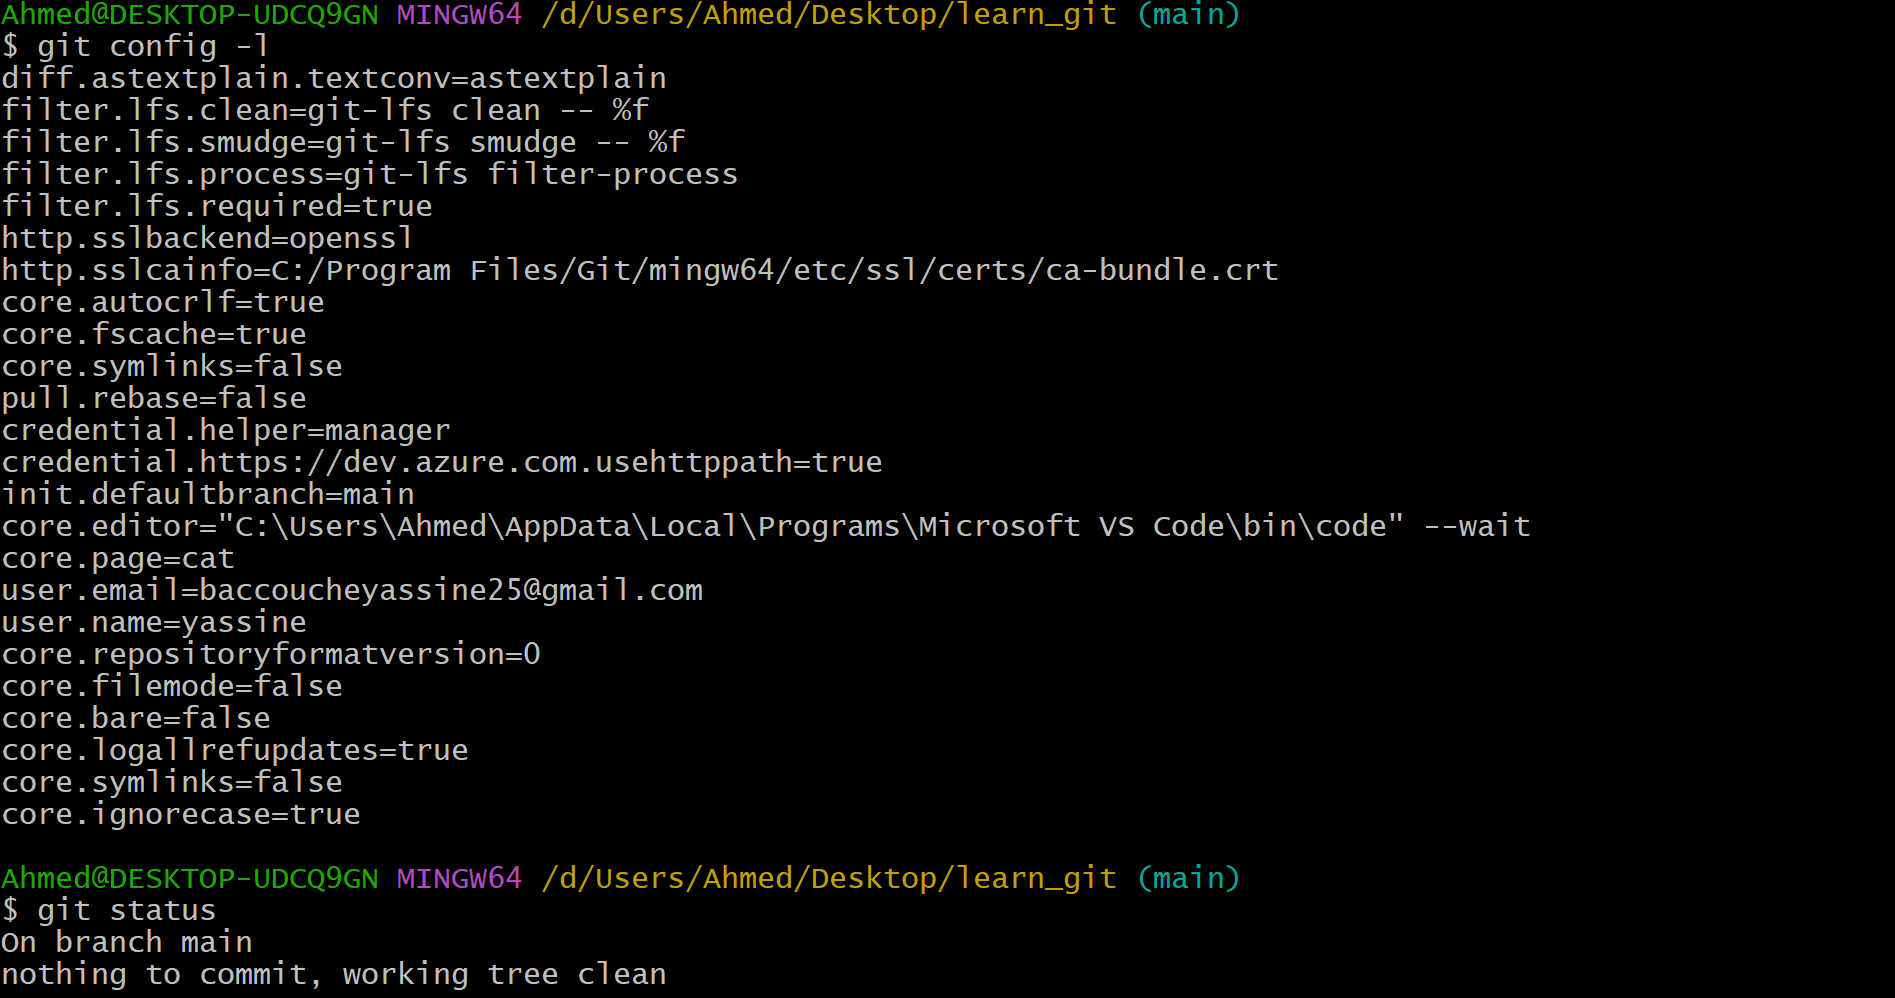 Ahmed@DESKTOP-UDCQ9GN MINGW64 /d/Users/Ahmed/Desktop/learn_git (main)
$ git config -l
diff.astextplain.textconv=astextplain
filter.lfs.clean=git-lfs clean -- %f
filter.lfs.smudge=git-lfs smudge -- %f
filter.lfs.process=git-lfs filter-process
filter.lfs.required=true
http.sslbackend=openssl
http.sslcainfo=C:/Program Files/Git/mingw64/etc/ssl/certs/ca-bundle.crt
core.autocrlf=true
core.fscache=true
core.symlinks=false
pull.rebase=false
credential.helper=manager
credential.https://dev.azure.com.usehttppath=true
init.defaultbranch=main
core.editor="C:\Users\Ahmed\AppData\Local\Programs\Microsoft VS Code\bin\code" --wait
core.page=cat
user.email=baccoucheyassine25@gmail.com
user.name=yassine
core.repositoryformatversion=0
core.filemode=false
core.bare=false
core.logallrefupdates=true
core.symlinks=false
core.ignorecase=true
Ahmed@DESKTOP-UDCQ9GN MINGW64 /d/Users/Ahmed/Desktop/learn_git (main)
$ git status
On branch main
nothing to commit, working tree clean